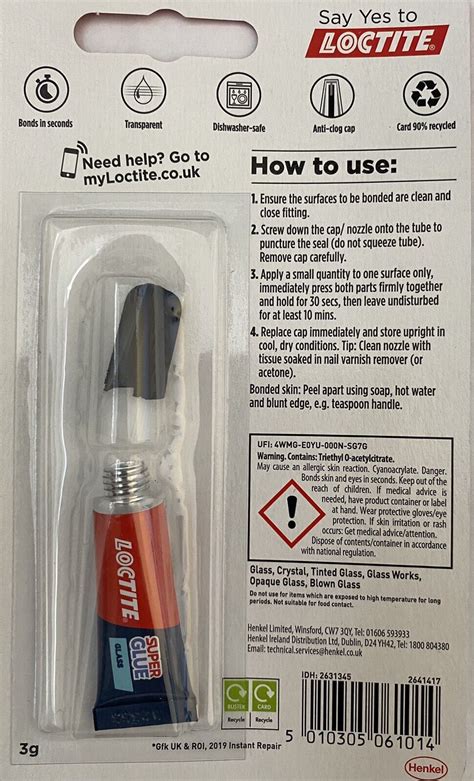 Say Yes to
LOCTITE®
Bonds in seconds
Transparent
Dishwasher-safe
Anti-clog cap
Card 90% recycled
Need help? Go to
myLoctite.co.uk
How to use:
1. Ensure the surfaces to be bonded are clean and
close fitting.
2. Screw down the cap/ nozzle onto the tube to
puncture the seal (do not squeeze tube).
Remove cap carefully.
3. Apply a small quantity to one surface only,
immediately press both parts firmly together
and hold for 30 secs, then leave undisturbed
for at least 10 mins.
4. Replace cap immediately and store upright in
cool, dry conditions. Tip: Clean nozzle with
tissue soaked in nail varnish remover (or
acetone).
Bonded skin: Peel apart using soap, hot water
and blunt edge, e.g. teaspoon handle.
UFI: 4WMG-E0YU-000N-SG7G
Warning. Contains: Triethyl O-acetylcitrate.
May cause an allergic skin reaction. Cyanoacrylate. Danger.
Bonds skin and eyes in seconds. Keep out of the
reach of children. If medical advice is
needed, have product container or label
at hand. Wear protective gloves/eye
protection. If skin irritation or rash
occurs: Get medical advice/attention.
Dispose of contents/container in accordance
with national regulation.
Glass, Crystal, Tinted Glass, Glass Works,
Opaque Glass, Blown Glass
Do not use for items which are exposed to high temperature for long
periods. Not suitable for food contact.
Henkel Limited, Winsford, CW7 3QY, Tel: 01606 593933
Henkel Ireland Distribution Ltd, Dublin, D24 YH42, Tel: 1800 804380
Email: technical.services@henkel.co.uk
LOCTITE
SUPER
GLUE
GLASS
BLISTER
Recycle
CARD
Recycle
IDH: 2631345
2641417
5 010305 061014
3g
*Gfk UK & ROI, 2019 Instant Repair
Henkel